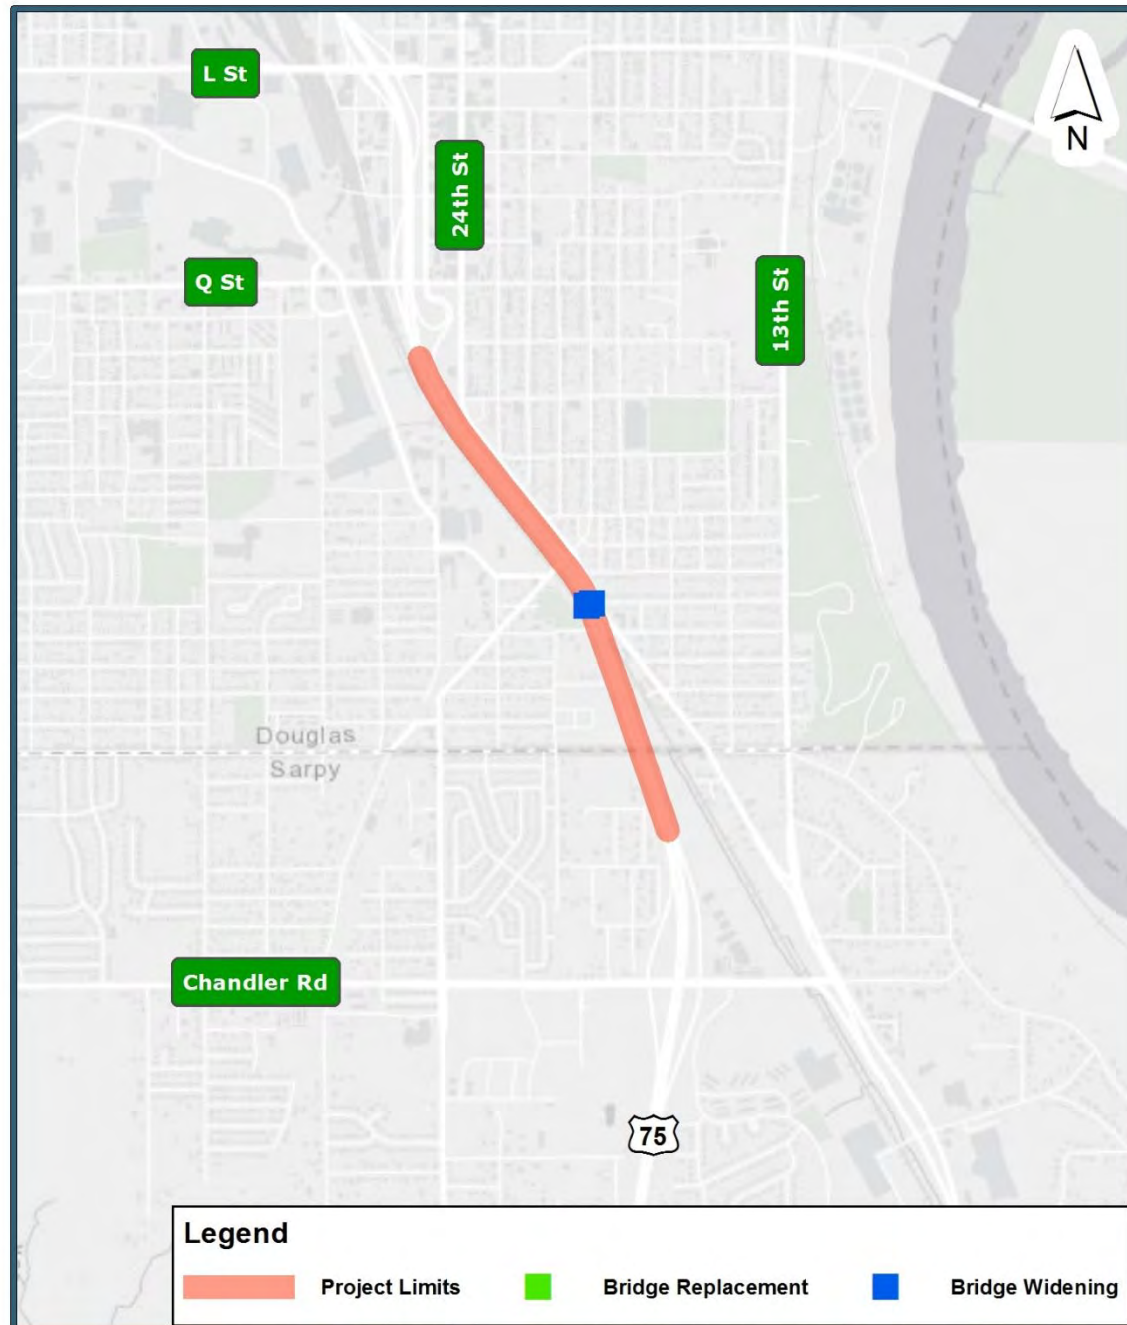 L St
N
24th St
Q St
13th St
Douglas
Sarpy
Chandler Rd
75
Legend
Project Limits
Bridge Replacement
Bridge Widening